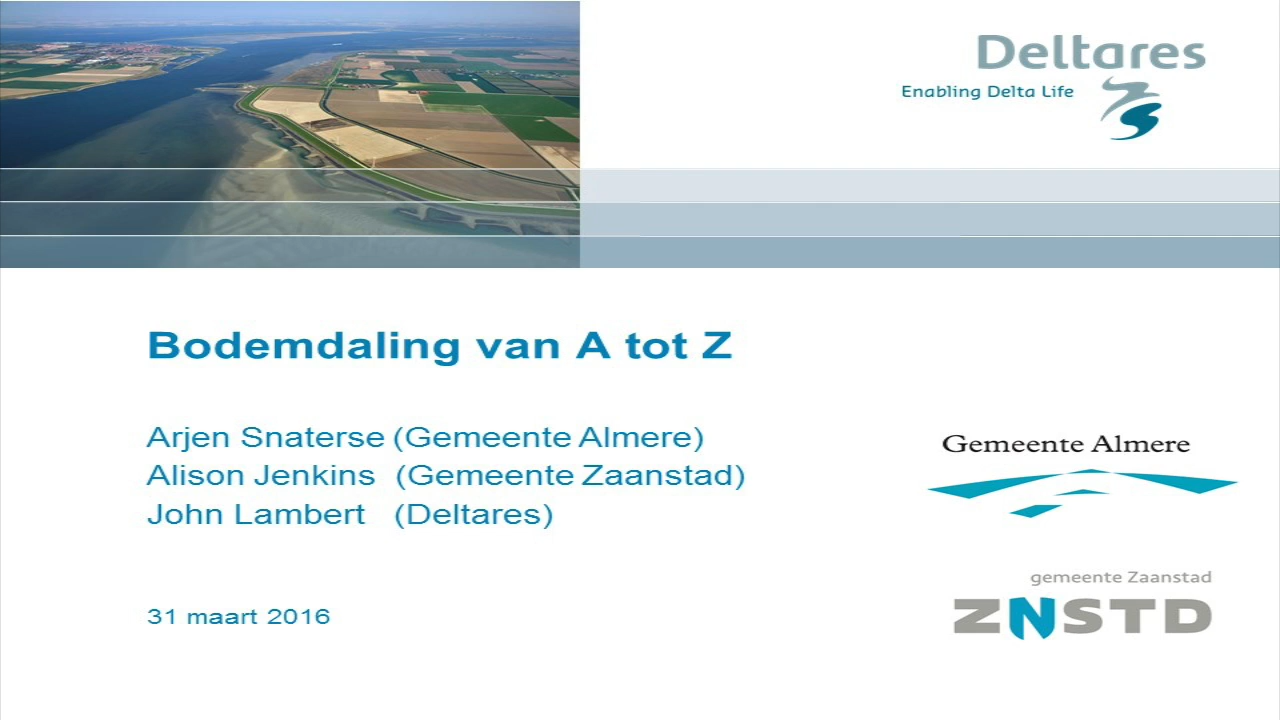 Deltares
Enabling Delta Life
Bodemdaling van A tot Z
Arjen Snaterse (Gemeente Almere)
Alison Jenkins (Gemeente Zaanstad)
John Lambert (Deltares)
31 maart 2016
Gemeente Almere
gemeente Zaanstad
ZNSTD